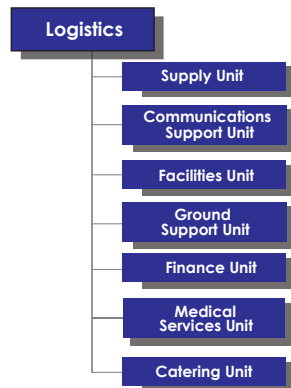 Logistics
Supply Unit
Communications
Support Unit
Facilities Unit
Ground
Support Unit
Finance Unit
Medical
Services Unit
Catering Unit